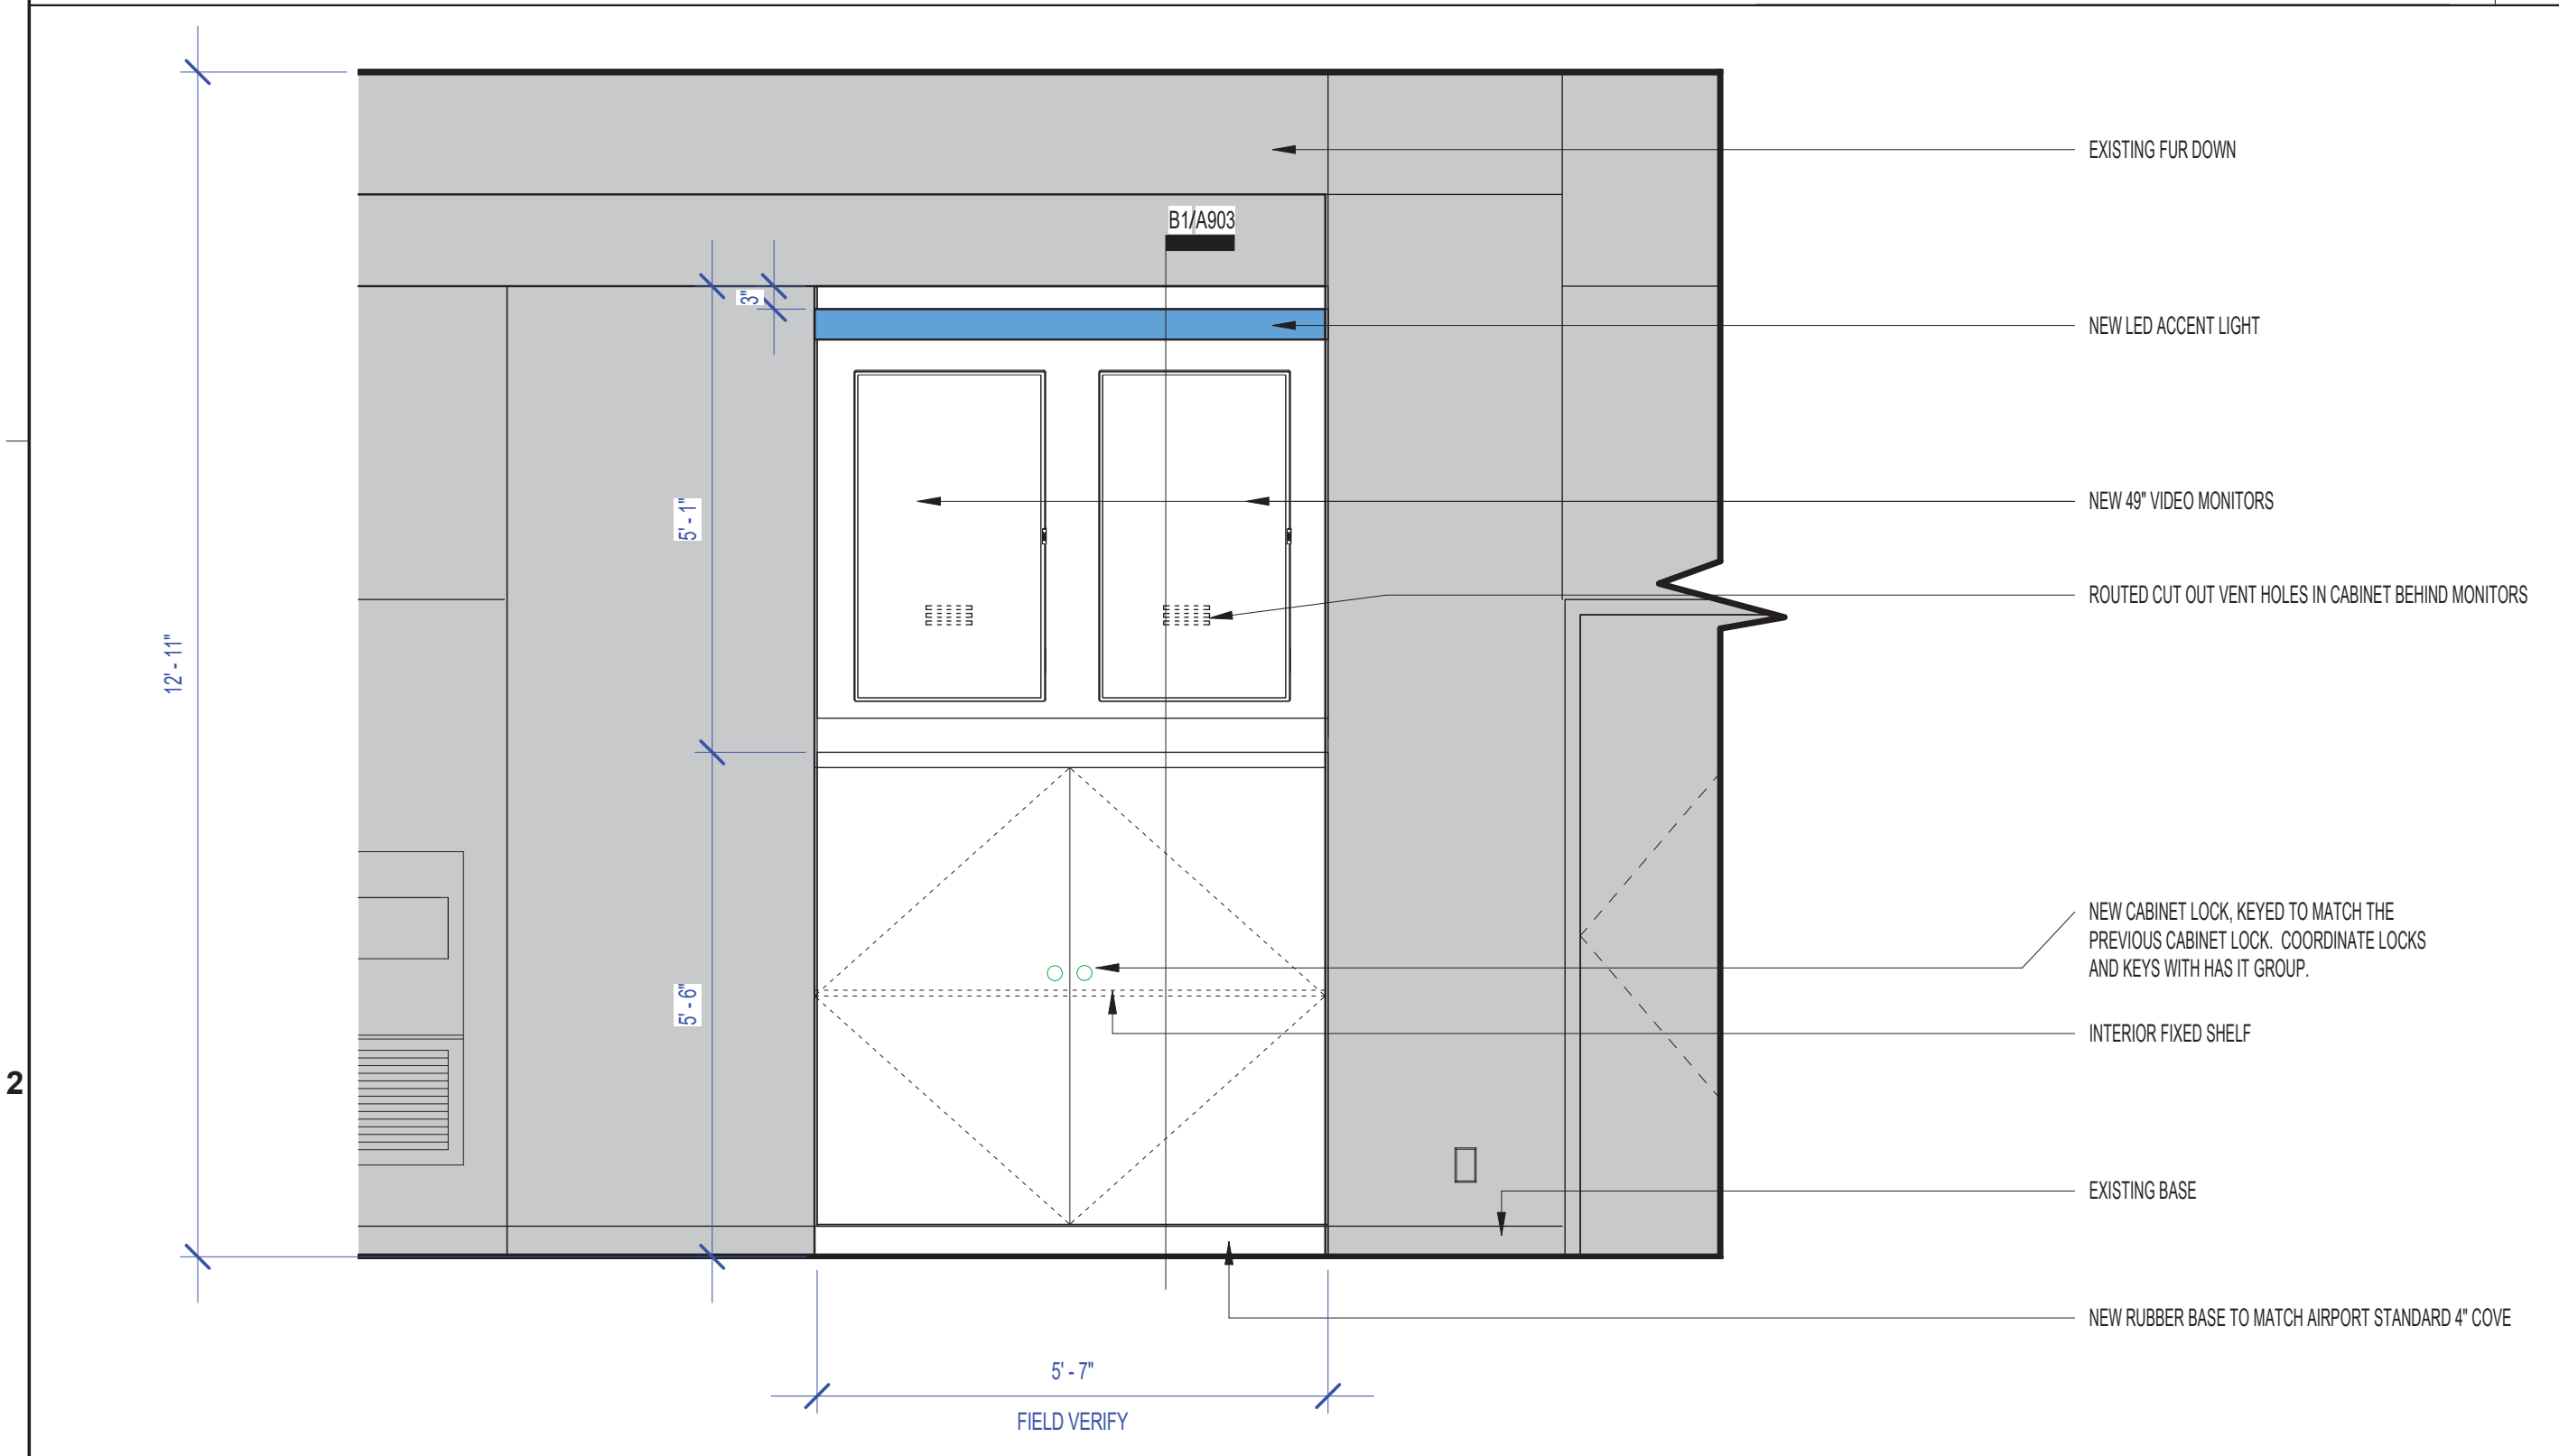 EXISTING FUR DOWN
B1/A903
3"
NEW LED ACCENT LIGHT
5' - 1"
NEW 49" VIDEO MONITORS
ROUTED CUT OUT VENT HOLES IN CABINET BEHIND MONITORS
12' - 11"
NEW CABINET LOCK, KEYED TO MATCH THE
PREVIOUS CABINET LOCK. COORDINATE LOCKS
AND KEYS WITH HAS IT GROUP.
5' - 6"
INTERIOR FIXED SHELF
2
EXISTING BASE
NEW RUBBER BASE TO MATCH AIRPORT STANDARD 4" COVE
5' - 7"
FIELD VERIFY